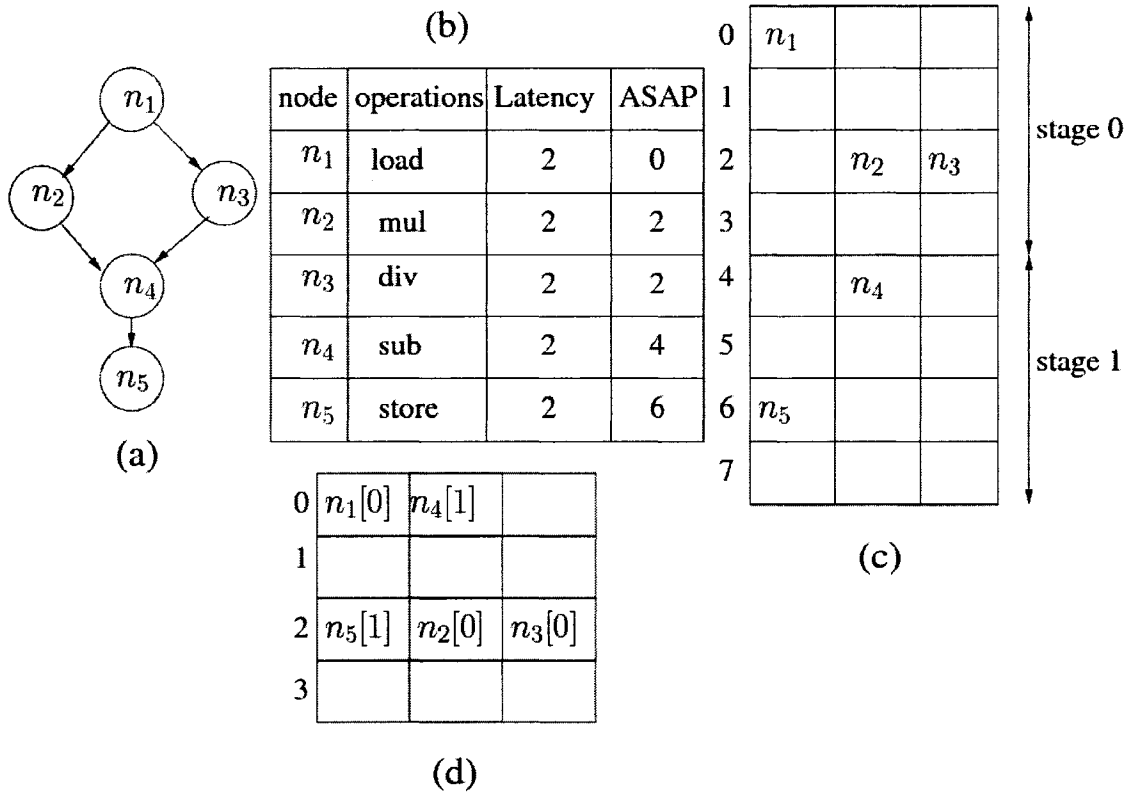 (b)
node operations Latency ASAP
n1 load 2 0
n2 mul 2 2
n3 div 2 2
n4 sub 2 4
n5 store 2 6
n1
n2 n3
n4
n5
(a)
0 n1
1
2 n2 n3
3
4 n4
5
6 n5
7
stage 0
stage 1
(c)
0 n1[0] n4[1]
1
2 n5[1] n2[0] n3[0]
3
(d)